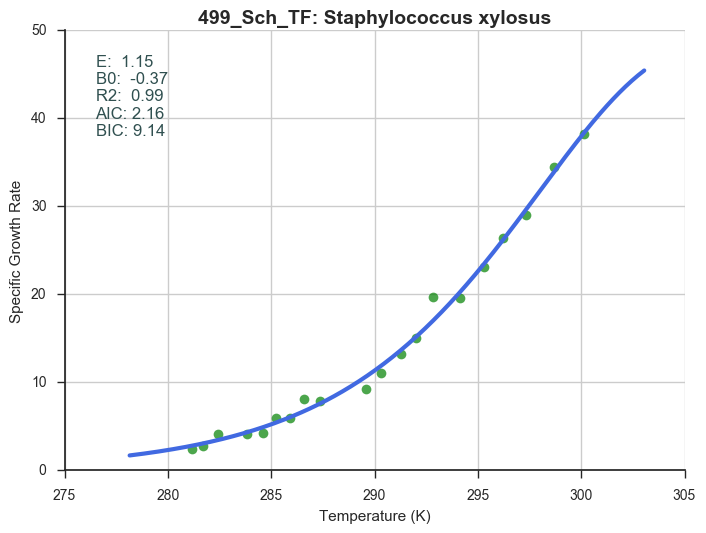 499_Sch_TF: Staphylococcus xylosus
E:  1.15
B0:  -0.37
R2:  0.99
AIC: 2.16
BIC: 9.14
50
40
30
20
10
0
Specific Growth Rate
275 280 285 290 295 300 305
Temperature (K)